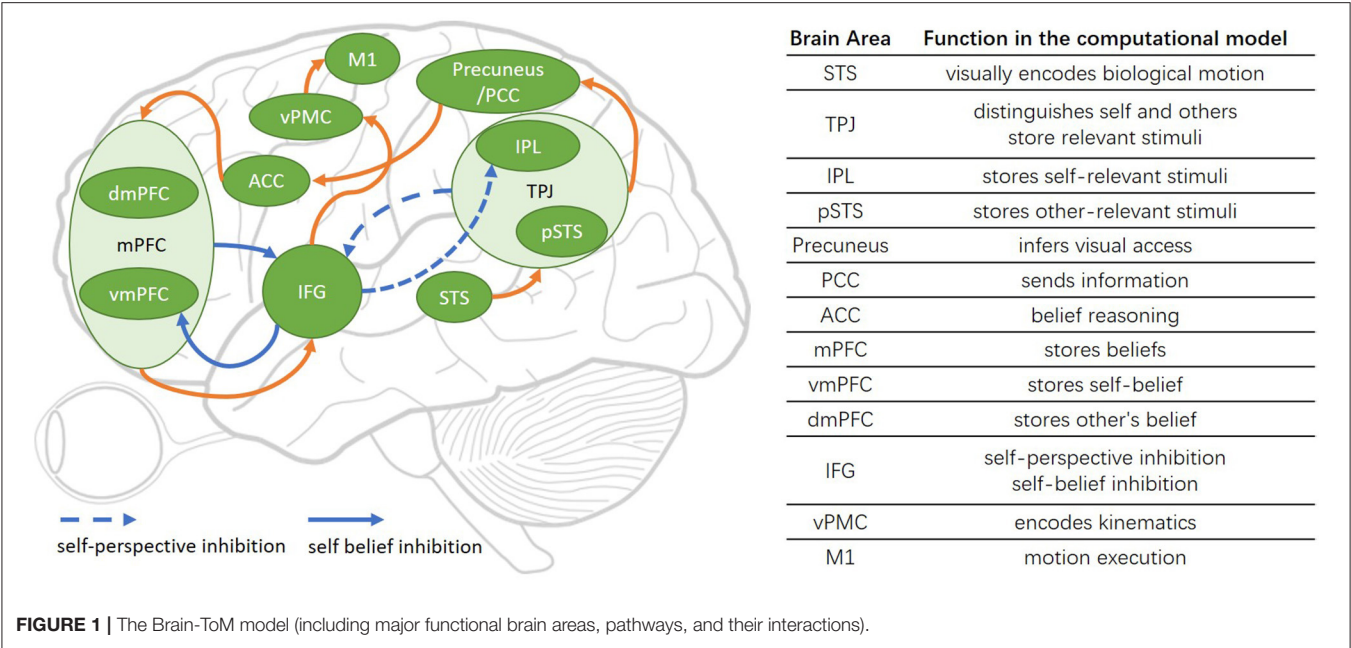 M1
Precuneus
/PCC
vPMC
IPL
ACC
TPJ
dmPFC
pSTS
mPFC
vmPFC
IFG
STS
self-perspective inhibition
self belief inhibition
Brain Area Function in the computational model
STS visually encodes biological motion
TPJ distinguishes self and others
store relevant stimuli
IPL stores self-relevant stimuli
pSTS stores other-relevant stimuli
Precuneus infers visual access
PCC sends information
ACC belief reasoning
mPFC stores beliefs
vmPFC stores self-belief
dmPFC stores other's belief
IFG self-perspective inhibition
self-belief inhibition
vPMC encodes kinematics
M1 motion execution
FIGURE 1 | The Brain-ToM model (including major functional brain areas, pathways, and their interactions).